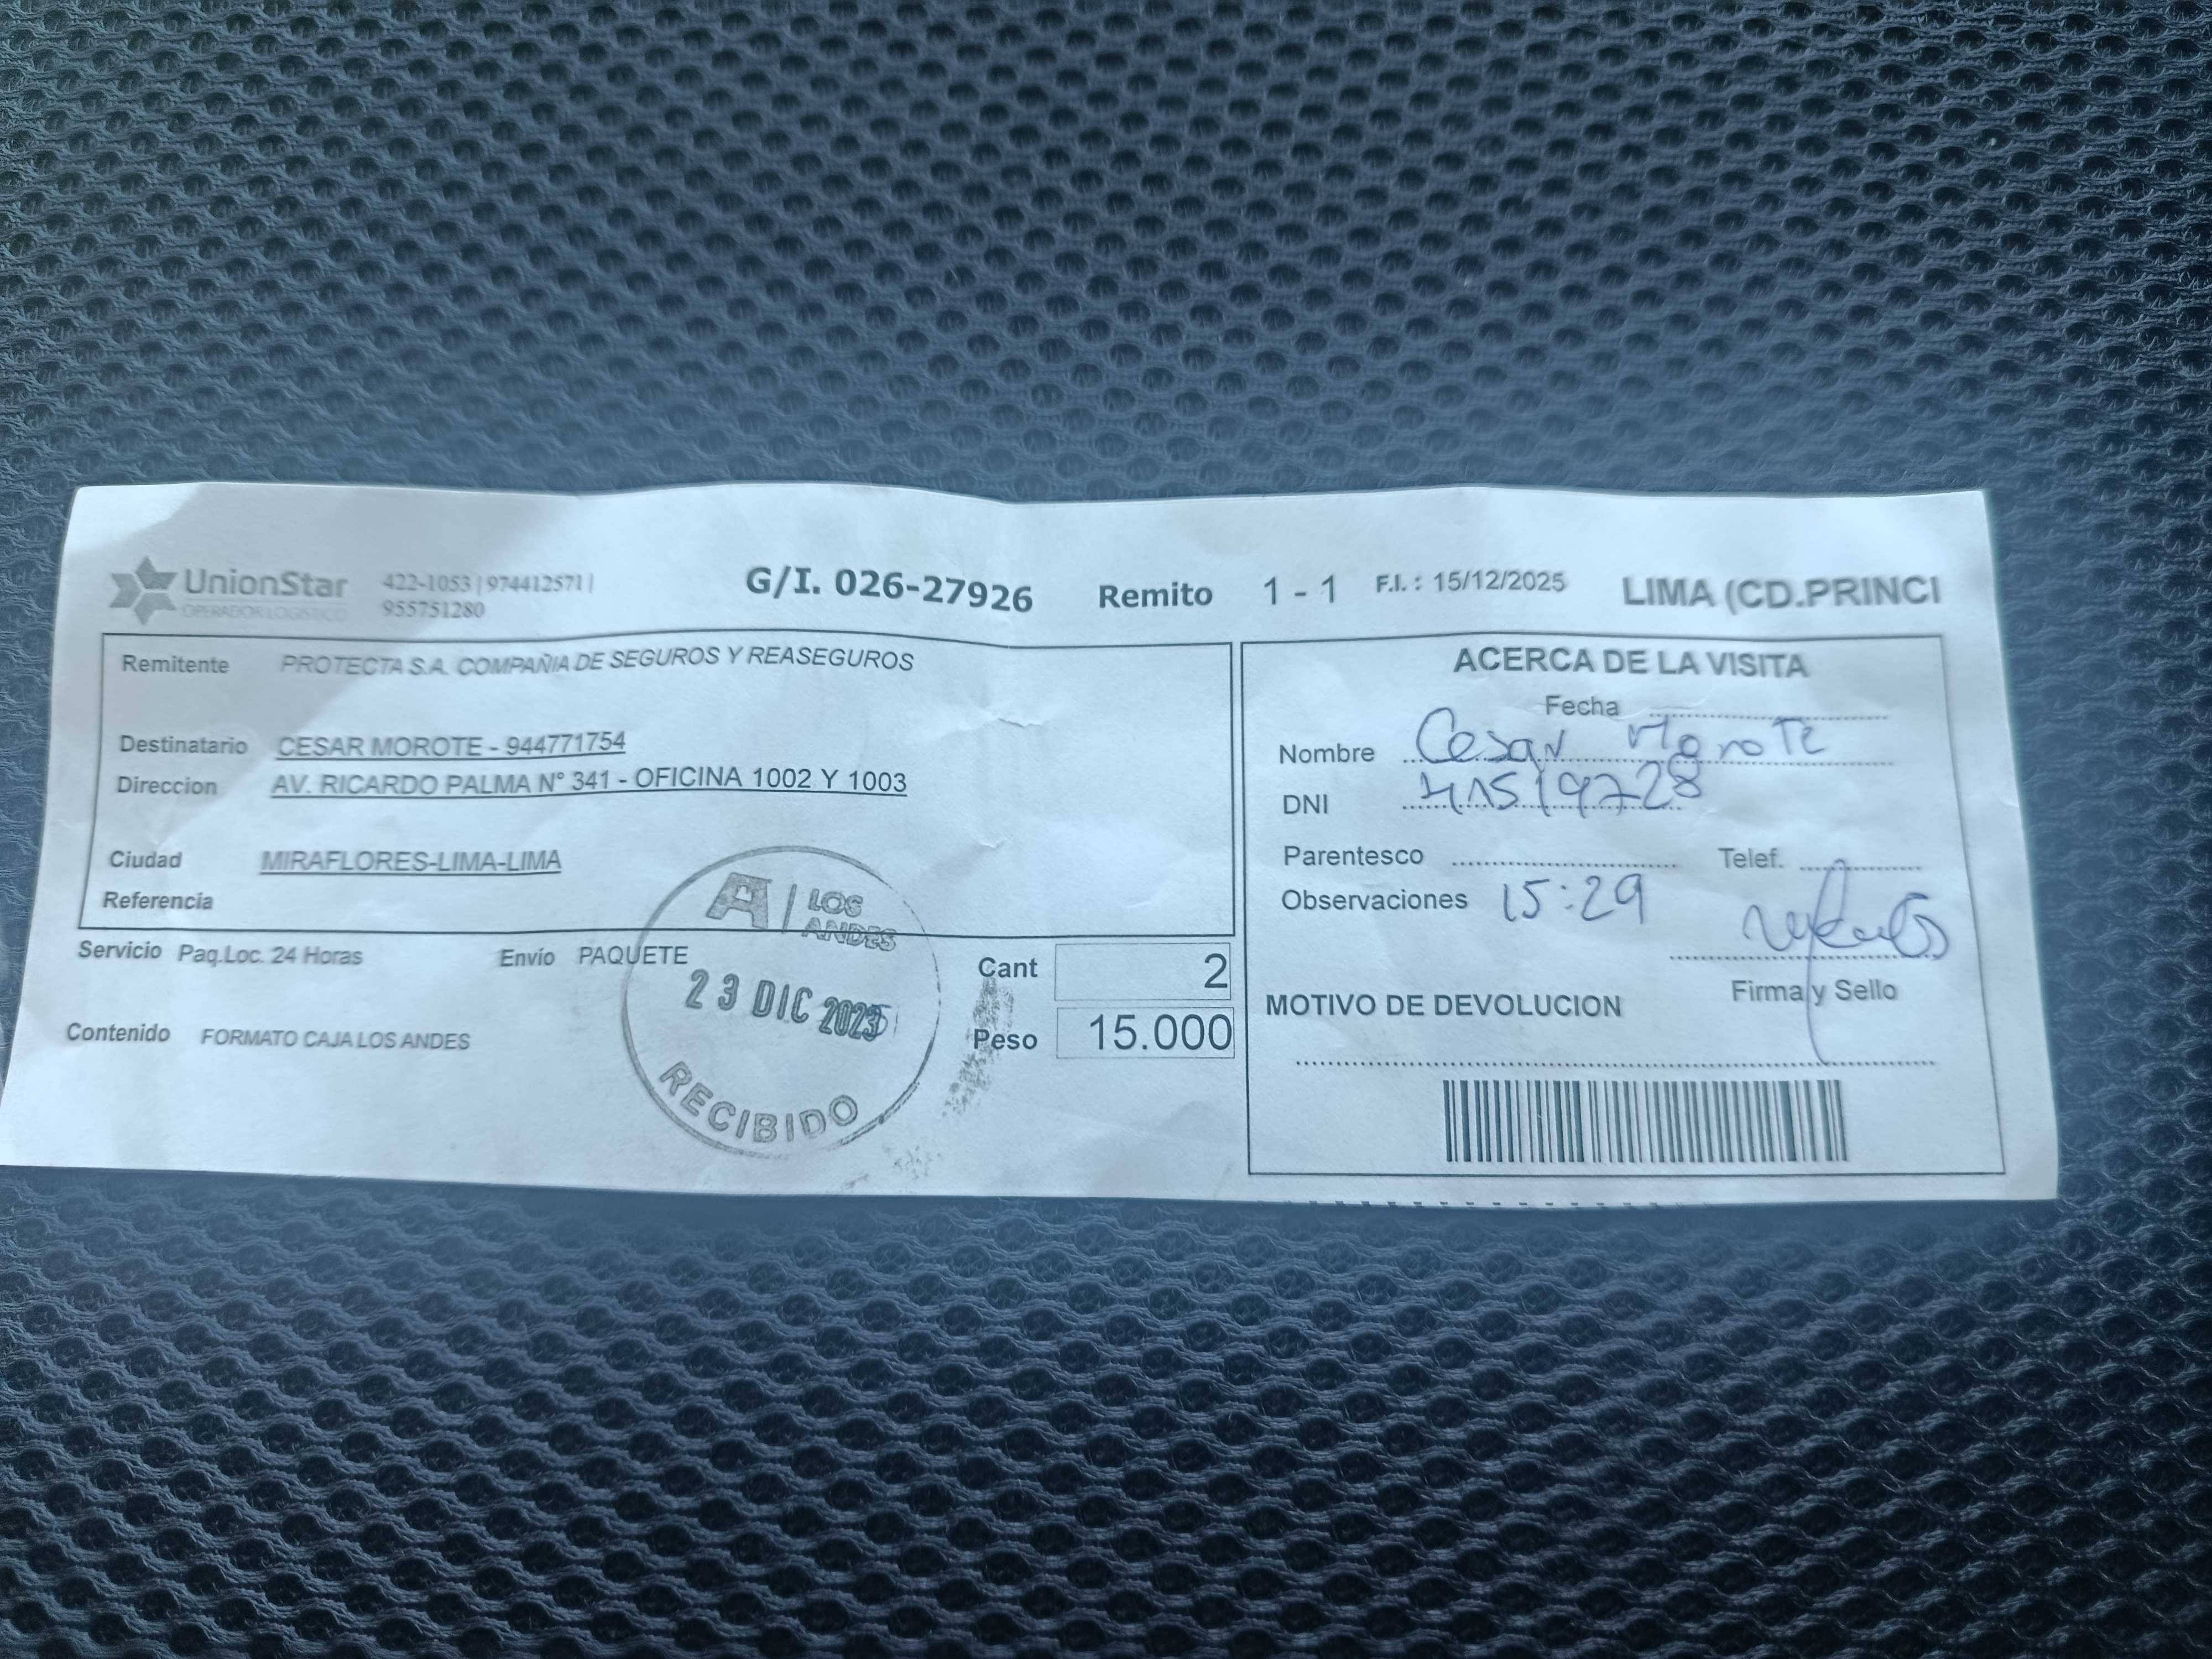 UnionStar 422-1053 | 974412571 | G/I. 026-27926 Remito 1 - 1 F.I. : 15/12/2025 LIMA (CD.PRINCI
OPERADOR LOGISTICO 955751280
Remitente PROTECTA S.A. COMPAÑIA DE SEGUROS Y REASEGUROS
Destinatario CESAR MOROTE - 944771754
Direccion AV. RICARDO PALMA N° 341 - OFICINA 1002 Y 1003
Ciudad MIRAFLORES-LIMA-LIMA
Referencia
Servicio Paq.Loc. 24 Horas Envío PAQUETE
Contenido FORMATO CAJA LOS ANDES
A | LOS
ANDES
23 DIC
RECIBIDO
Cant 2
Peso 15.000
ACERCA DE LA VISITA
Fecha
Nombre Cesar Morote
DNI
Parentesco Telef.
Observaciones 15:29
Firma y Sello
MOTIVO DE DEVOLUCION